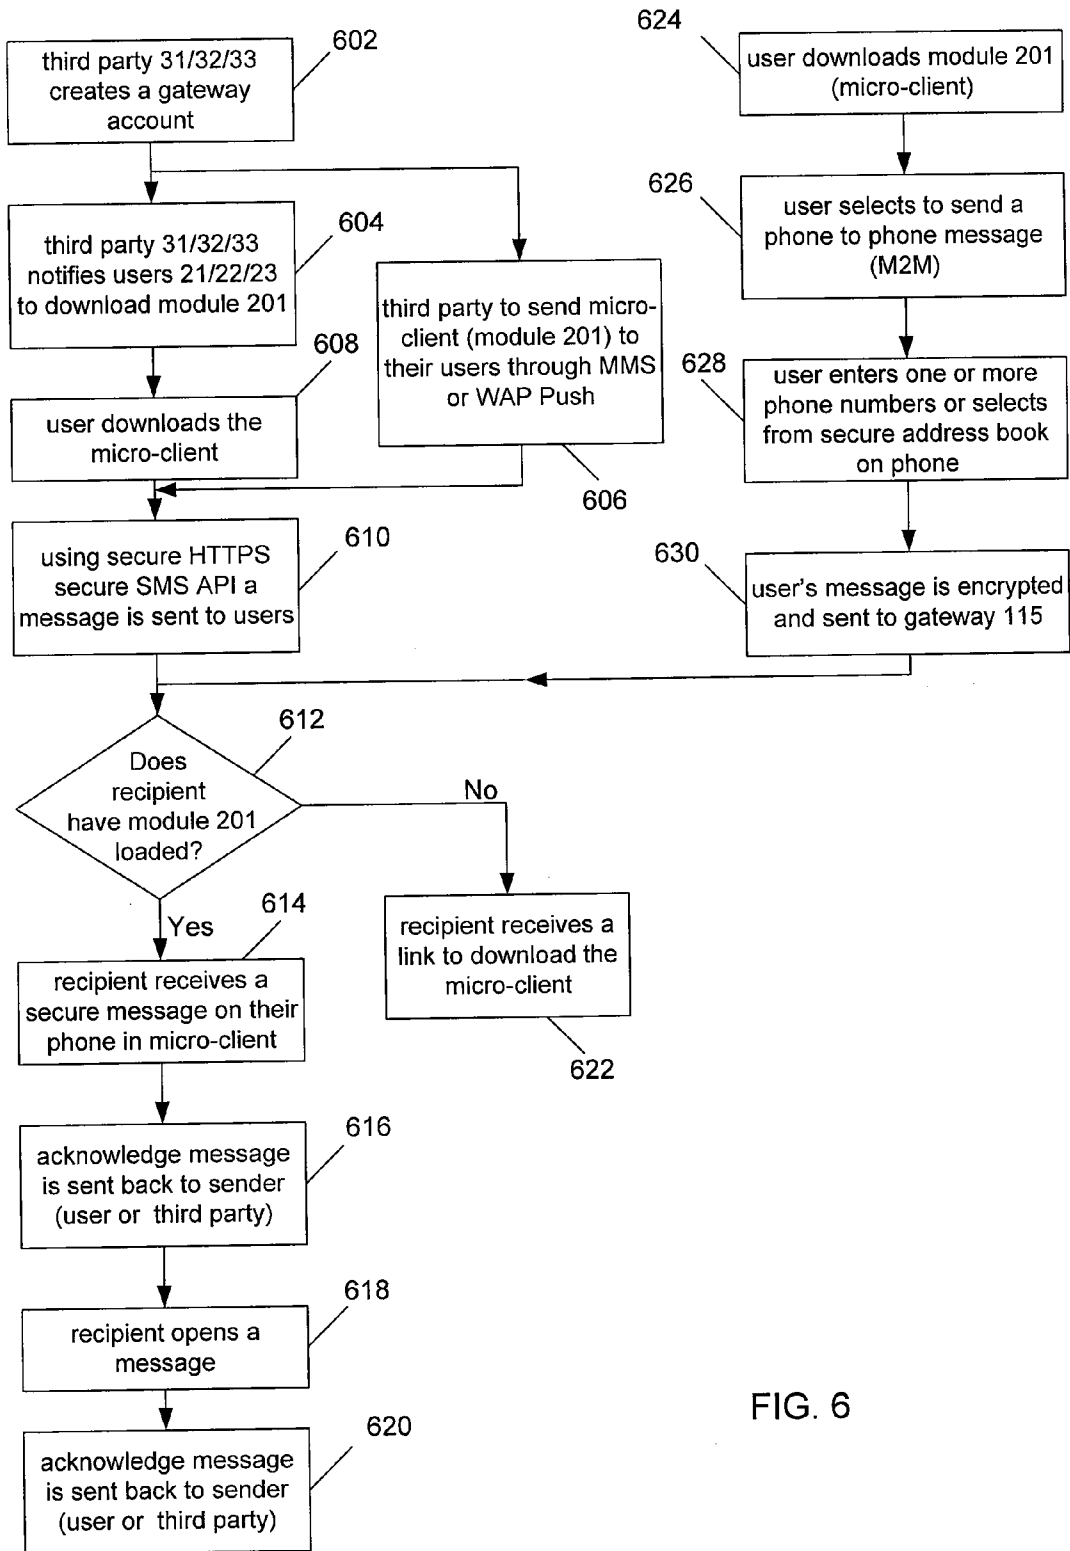 602
third party 31/32/33
creates a gateway
account
604
third party 31/32/33
notifies users 21/22/23
to download module 201
third party to send micro-
client (module 201) to
their users through MMS
or WAP Push
606
608
user downloads the
micro-client
610
using secure HTTPS
secure SMS API a
message is sent to users
624
user downloads module 201
(micro-client)
626
user selects to send a
phone to phone message
(M2M)
628
user enters one or more
phone numbers or selects
from secure address book
on phone
630
user's message is encrypted
and sent to gateway 115
612
Does
recipient
have module 201
loaded?
No
Yes
614
recipient receives a
secure message on their
phone in micro-client
recipient receives a
link to download the
micro-client
622
616
acknowledge message
is sent back to sender
(user or third party)
618
recipient opens a
message
620
acknowledge message
is sent back to sender
(user or third party)
FIG. 6